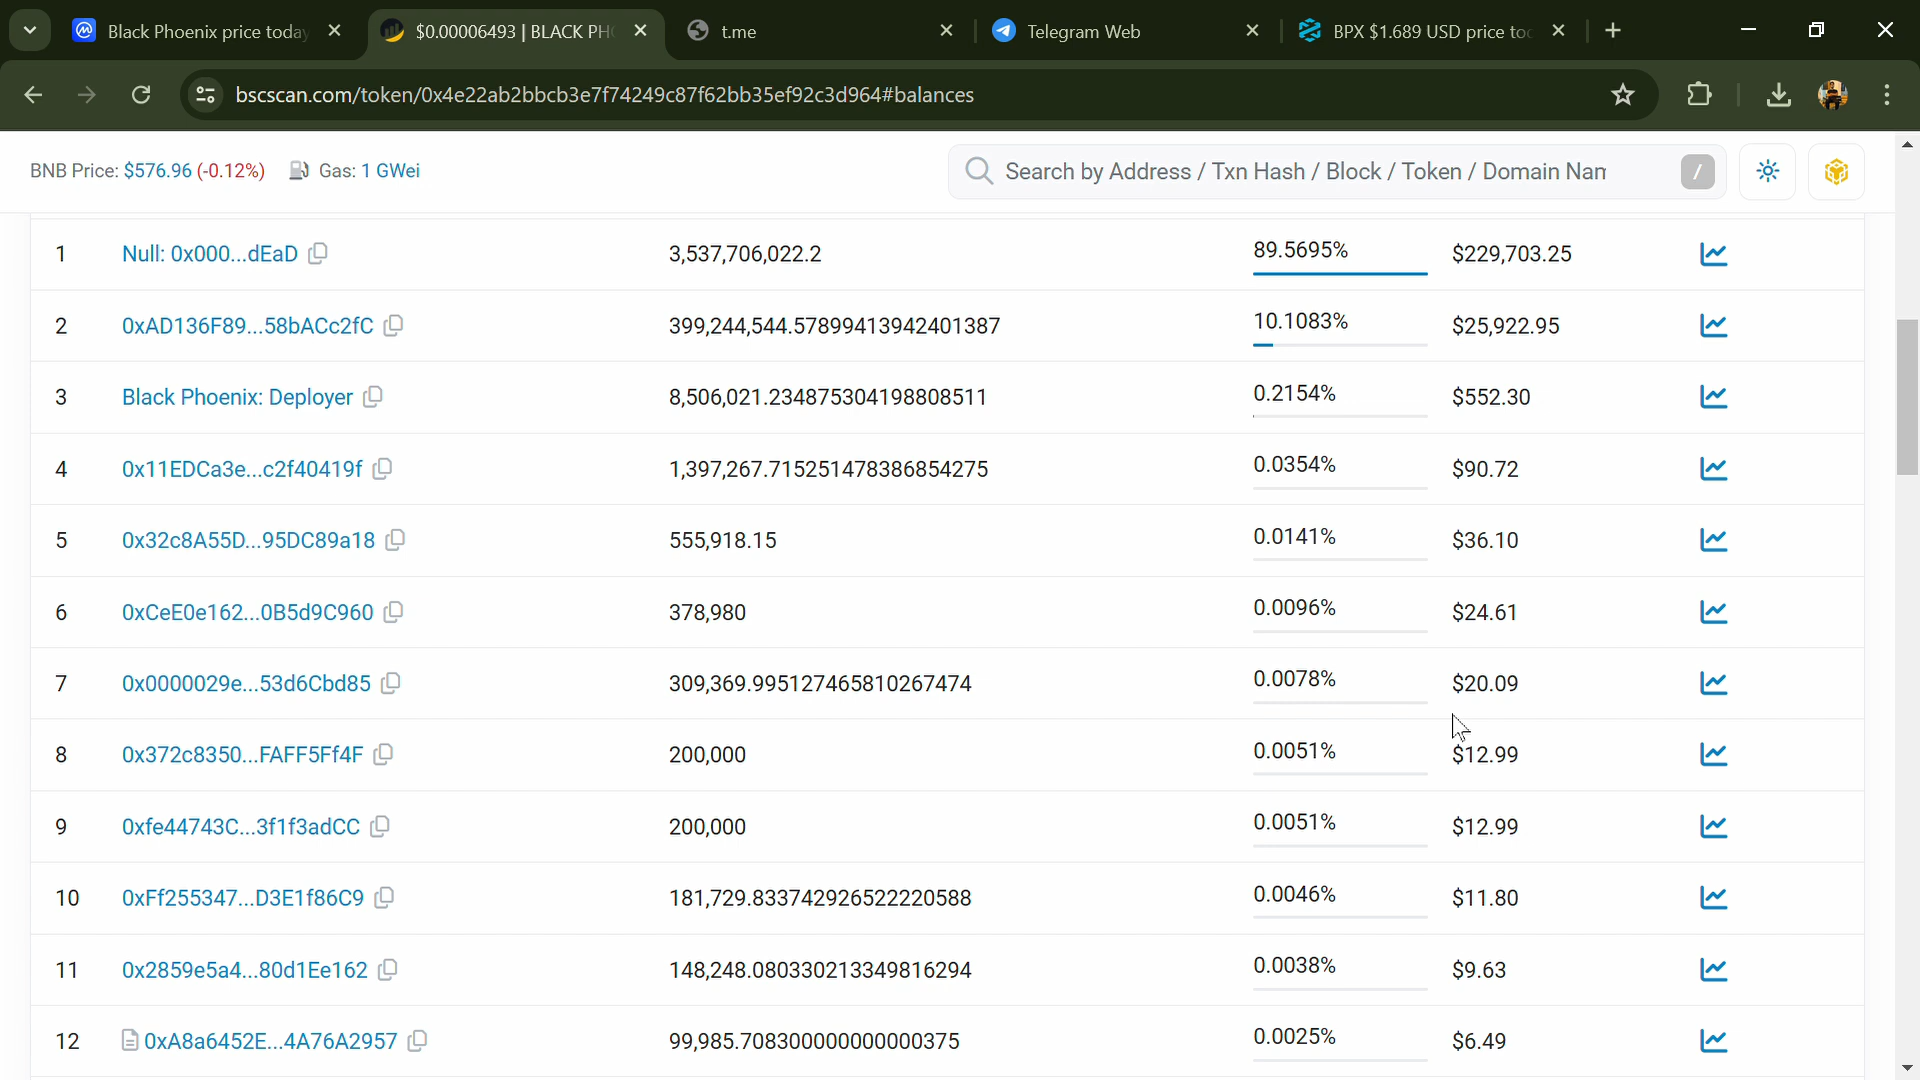 Black Phoenix price today
$0.00006493 | BLACK PHO
t.me
Telegram Web
BPX $1.689 USD price to
bscscan.com/token/0x4e22ab2bbcb3e7f74249c87f62bb35ef92c3d964#balances
BNB Price: $576.96 (-0.12%) Gas: 1 GWei
Search by Address / Txn Hash / Block / Token / Domain Nam /
1 Null: 0x000...dEaD 3,537,706,022.2 89.5695% $229,703.25
2 0xAD136F89...58bACc2fC 399,244,544.57899413942401387 10.1083% $25,922.95
3 Black Phoenix: Deployer 8,506,021.234875304198808511 0.2154% $552.30
4 0x11EDCa3e...c2f40419f 1,397,267.715251478386854275 0.0354% $90.72
5 0x32c8A55D...95DC89a18 555,918.15 0.0141% $36.10
6 0xCeE0e162...0B5d9C960 378,980 0.0096% $24.61
7 0x0000029e...53d6Cbd85 309,369.995127465810267474 0.0078% $20.09
8 0x372c8350...FAFF5Ff4F 200,000 0.0051% $12.99
9 0xfe44743C...3f1f3adCC 200,000 0.0051% $12.99
10 0xFf255347...D3E1f86C9 181,729.833742926522220588 0.0046% $11.80
11 0x2859e5a4...80d1Ee162 148,248.080330213349816294 0.0038% $9.63
12 0xA8a6452E...4A76A2957 99,985.708300000000000375 0.0025% $6.49